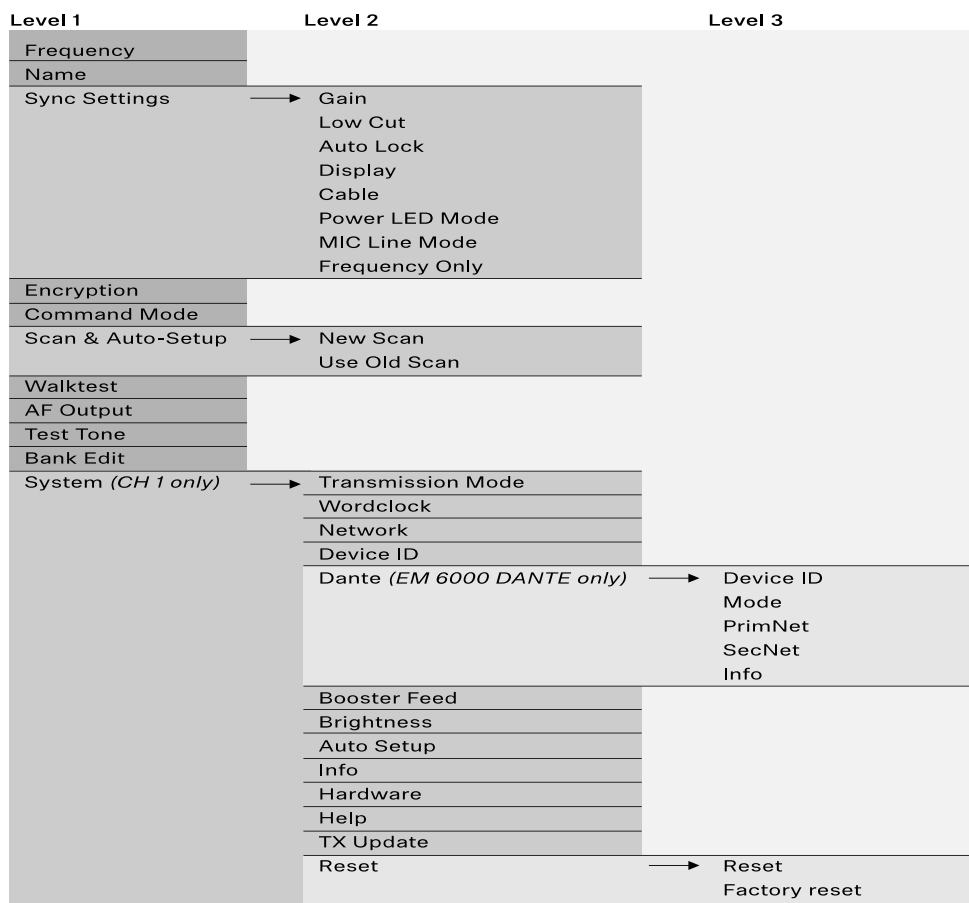 Level 1 Level 2 Level 3
Frequency
Name
Sync Settings Gain
Low Cut
Auto Lock
Display
Cable
Power LED Mode
MIC Line Mode
Frequency Only
Encryption
Command Mode
Scan & Auto-Setup New Scan
Use Old Scan
Walktest
AF Output
Test Tone
Bank Edit
System (CH 1 only) Transmission Mode
Wordclock
Network
Device ID
Dante (EM 6000 DANTE only) Device ID
Mode
PrimNet
SecNet
Info
Booster Feed
Brightness
Auto Setup
Info
Hardware
Help
TX Update
Reset Reset
Factory reset